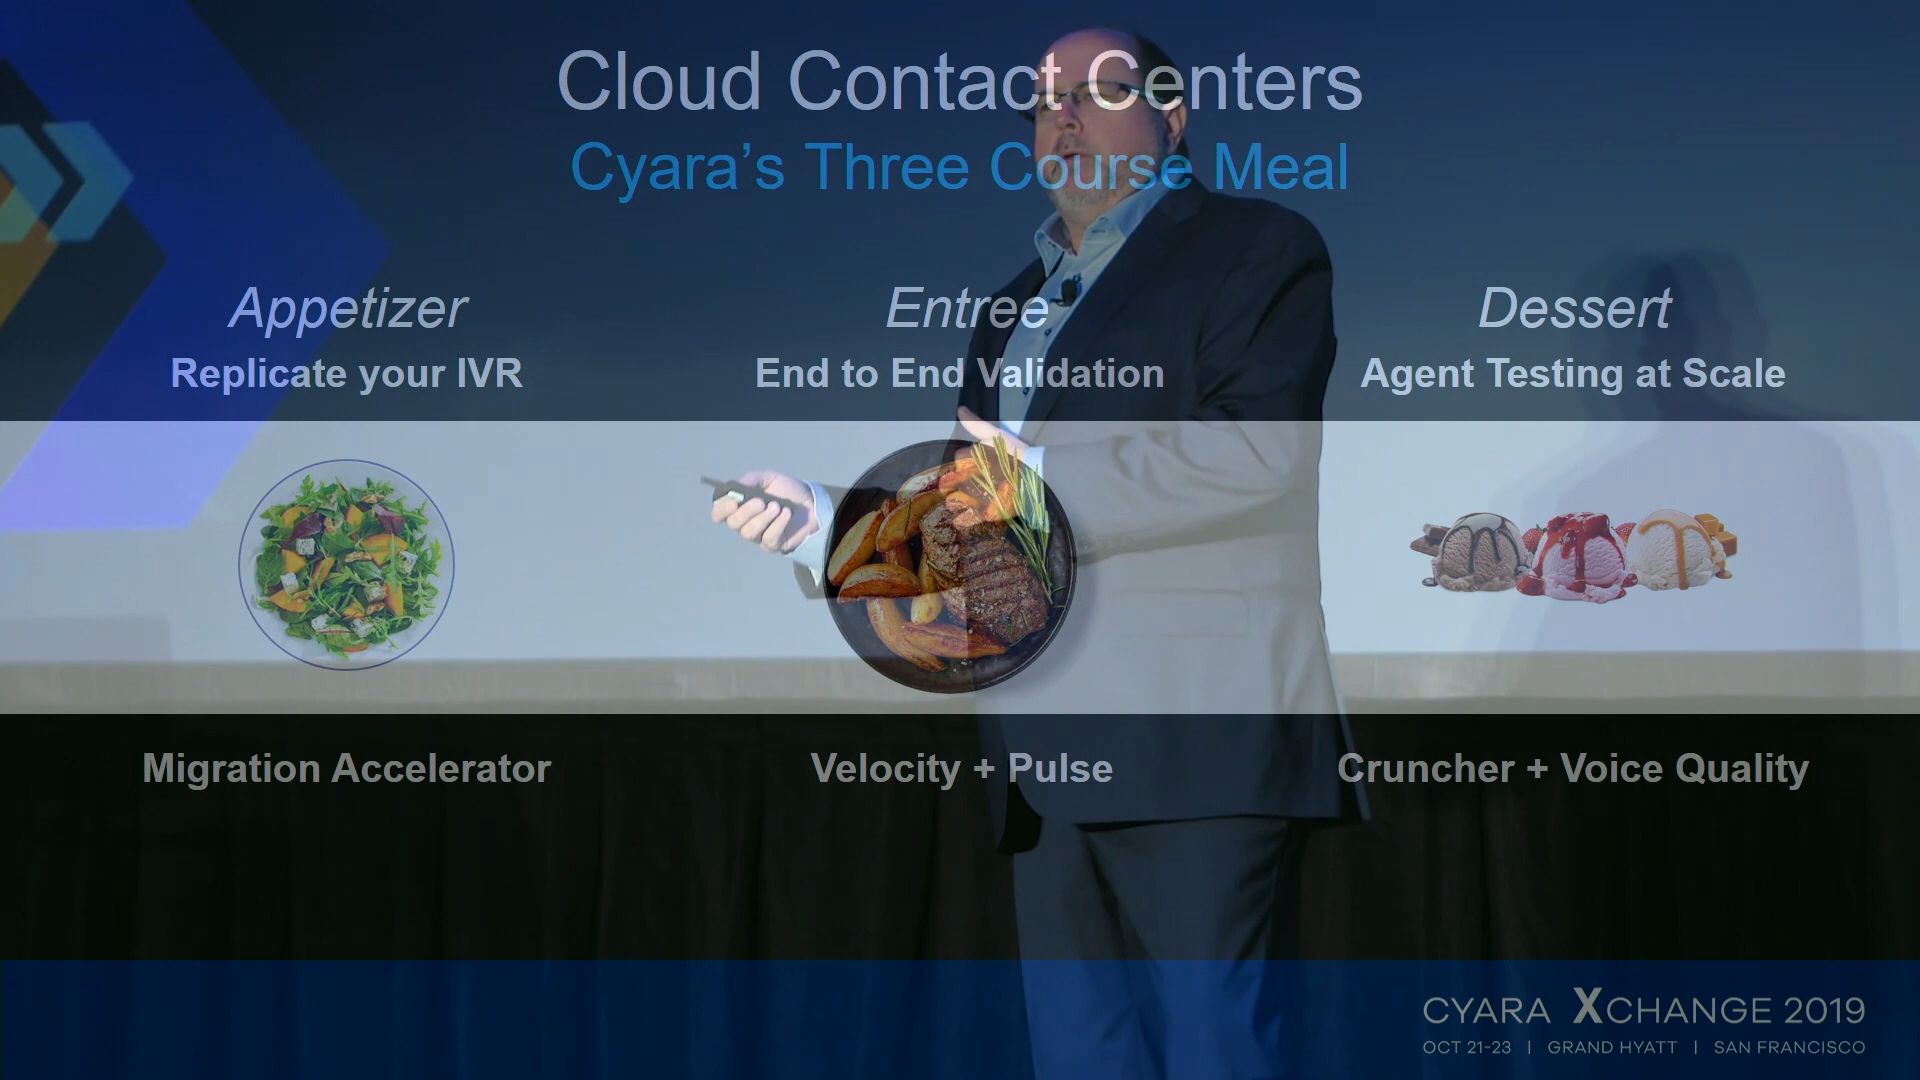 Cloud Contact Centers
Cyara’s Three Course Meal
Appetizer
Replicate your IVR
Entree
End to End Validation
Dessert
Agent Testing at Scale
Migration Accelerator
Velocity + Pulse
Cruncher + Voice Quality
CYARA XCHANGE 2019
OCT 21-23 | GRAND HYATT | SAN FRANCISCO